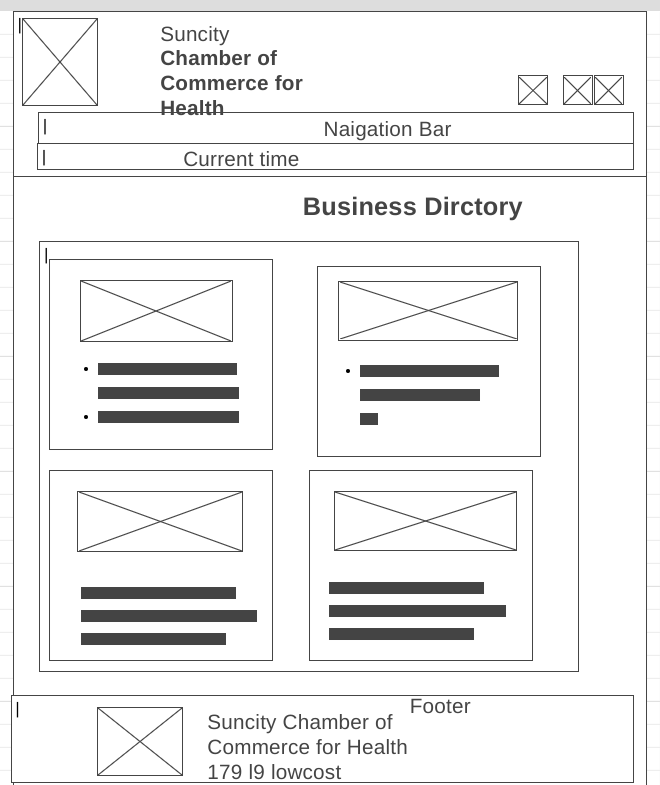 Suncity
Chamber of
Commerce for
Health
Naigation Bar
Current time
Business Dirctory
Footer
Suncity Chamber of
Commerce for Health
179 l9 lowcost